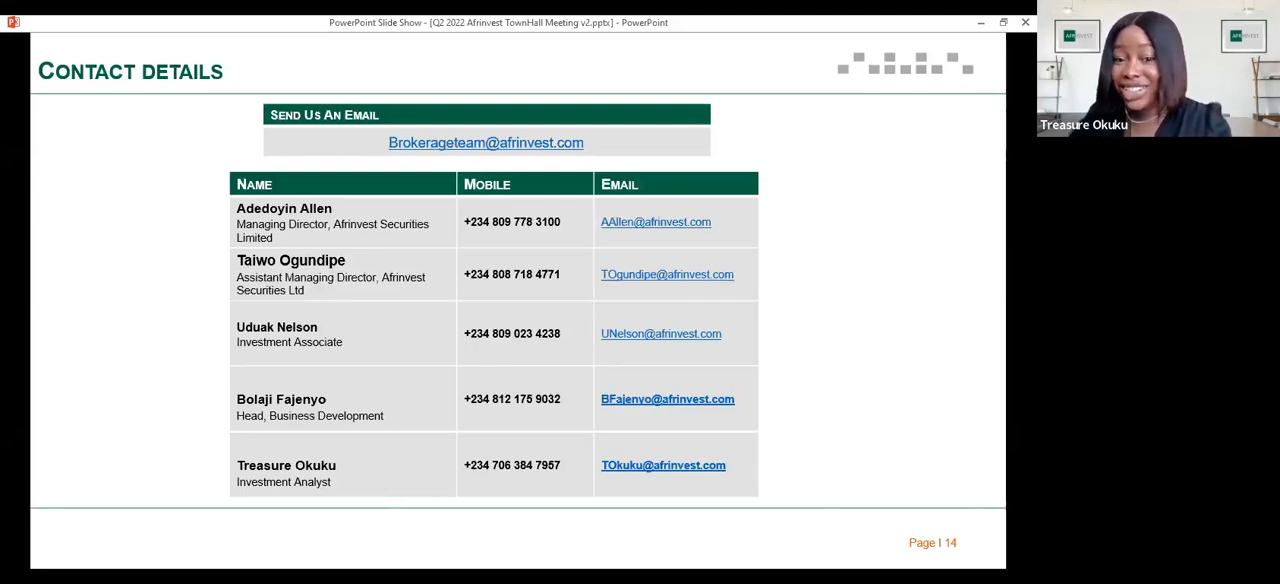 PowerPoint Slide Show - [Q2 2022 Afrinvest TownHall Meeting v2.pptx] - PowerPoint
CONTACT DETAILS
SEND US AN EMAIL
Brokerageteam@afrinvest.com
NAME MOBILE EMAIL
Adedoyin Allen
Managing Director, Afrinvest Securities
Limited
+234 809 778 3100
AAllen@afrinvest.com
Taiwo Ogundipe
Assistant Managing Director, Afrinvest
Securities Ltd
+234 808 718 4771
TOgundipe@afrinvest.com
Uduak Nelson
Investment Associate
+234 809 023 4238
UNelson@afrinvest.com
Bolaji Fajenyo
Head, Business Development
+234 812 175 9032
BFajenyo@afrinvest.com
Treasure Okuku
Investment Analyst
+234 706 384 7957
TOkuku@afrinvest.com
Page | 14
AFRINVEST
AFRINVEST
Treasure Okuku